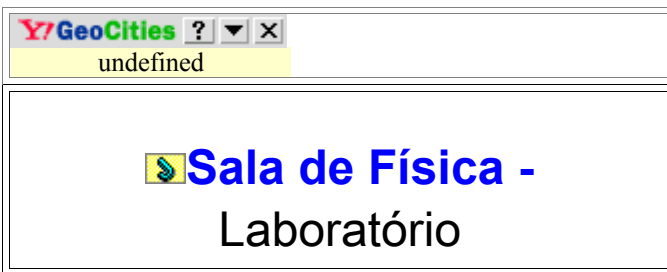 Y! GeoCities ?
undefined
Sala de Física -
Laboratório